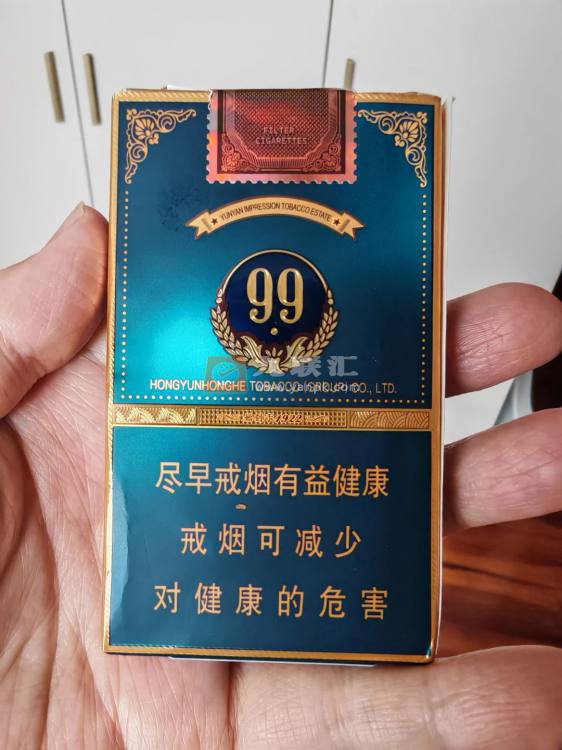 FILTER
CIGARETTES
YUNYAN IMPRESSION TOBACCO ESTATE
99
HONGYUNHONGHE TOBACCO (GROUP) CO., LTD.
尽早戒烟有益健康
戒烟可减少
对健康的危害